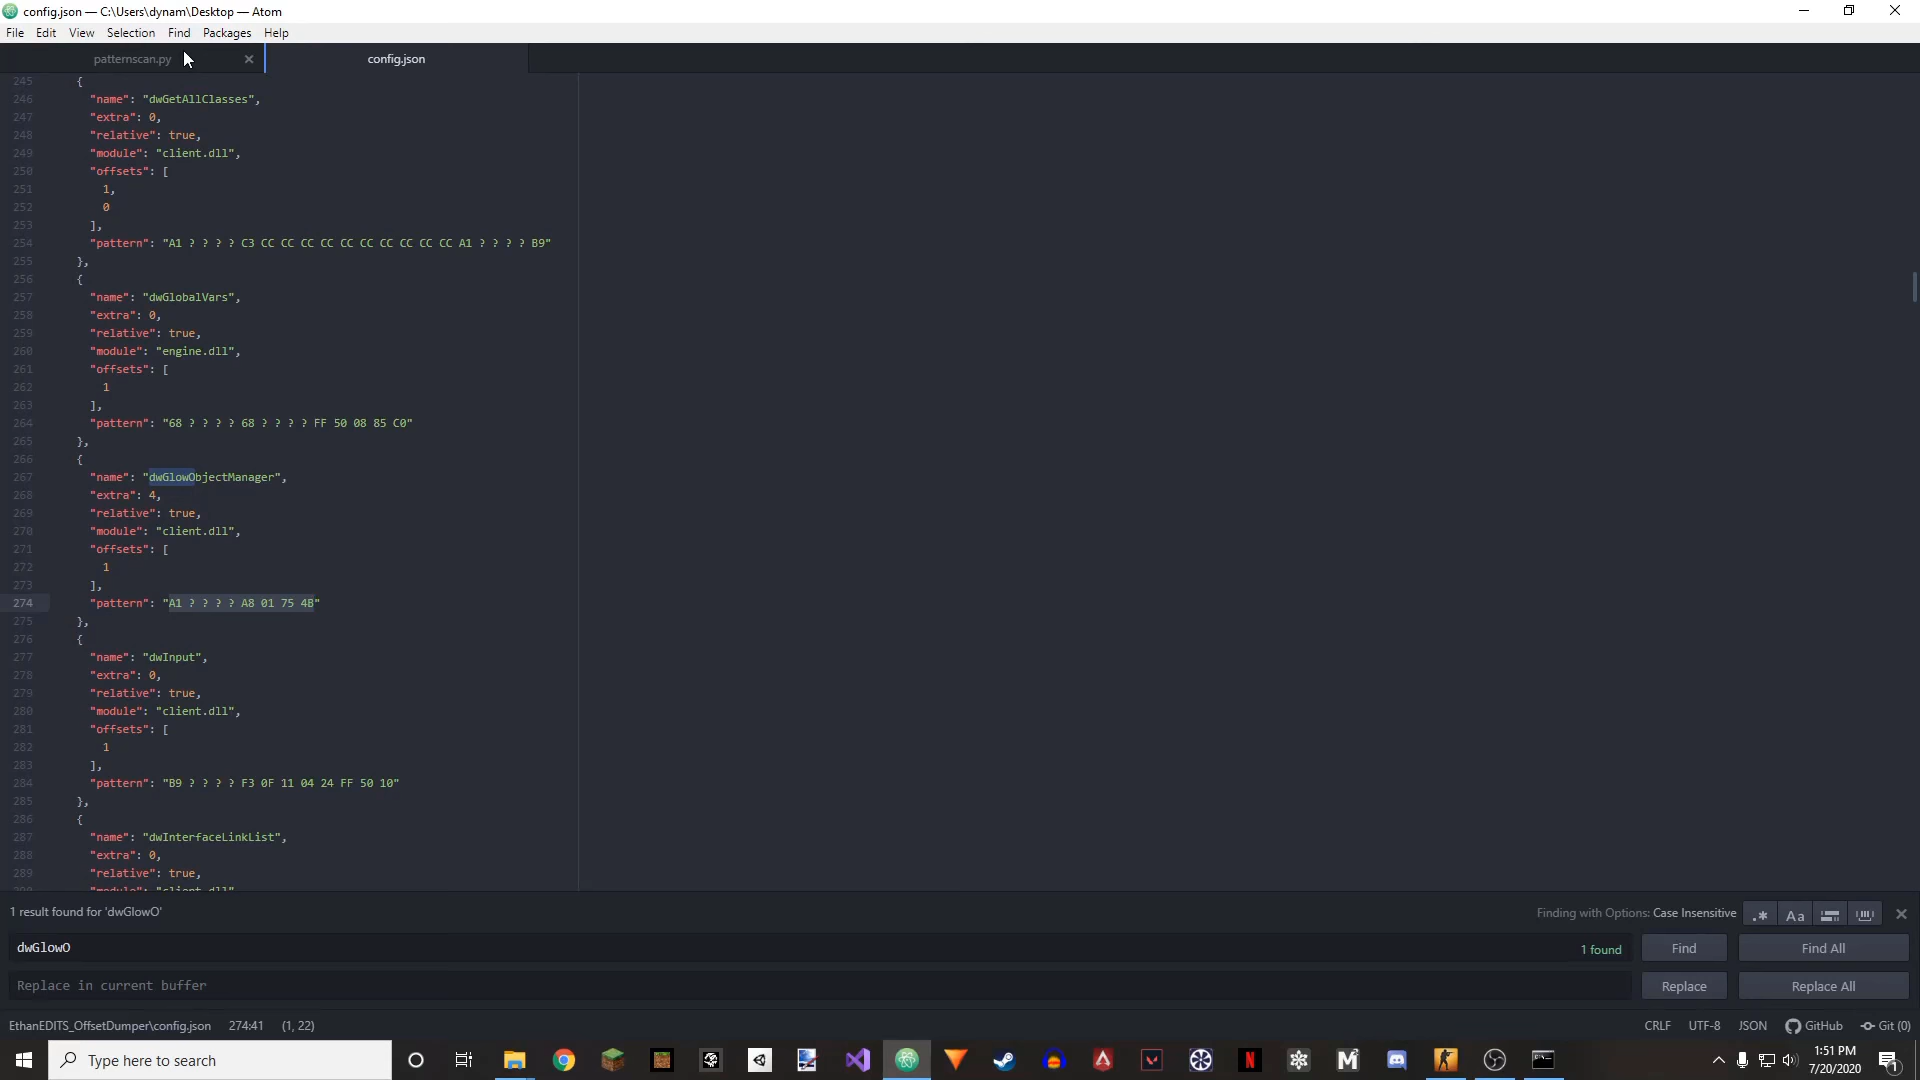 config.json — C:\Users\dynam\Desktop — Atom
File Edit View Selection Find Packages Help
patternscan.py
config.json
245 {
246 "name": "dwGetAllClasses",
247 "extra": 0,
248 "relative": true,
249 "module": "client.dll",
250 "offsets": [
251 1,
252 0
253 ],
254 "pattern": "A1 ? ? ? ? C3 CC CC CC CC CC CC CC CC CC CC A1 ? ? ? ? B9"
255 },
256 {
257 "name": "dwGlobalVars",
258 "extra": 0,
259 "relative": true,
260 "module": "engine.dll",
261 "offsets": [
262 1
263 ],
264 "pattern": "68 ? ? ? ? 68 ? ? ? ? FF 50 08 85 C0"
265 },
266 {
267 "name": "dwGlowObjectManager",
268 "extra": 4,
269 "relative": true,
270 "module": "client.dll",
271 "offsets": [
272 1
273 ],
274 "pattern": "A1 ? ? ? ? A8 01 75 4B"
275 },
276 {
277 "name": "dwInput",
278 "extra": 0,
279 "relative": true,
280 "module": "client.dll",
281 "offsets": [
282 1
283 ],
284 "pattern": "B9 ? ? ? ? F3 0F 11 04 24 FF 50 10"
285 },
286 {
287 "name": "dwInterfaceLinkList",
288 "extra": 0,
289 "relative": true,
290 "module": "client.dll"
1 result found for 'dwGlowO'
Finding with Options: Case Insensitive
.* Aa
dwGlowO
1 found
Find
Find All
Replace in current buffer
Replace
Replace All
EthanEDITS_OffsetDumper\config.json 274:41 (1, 22)
CRLF UTF-8 JSON GitHub Git (0)
Type here to search
1:51 PM
7/20/2020
1